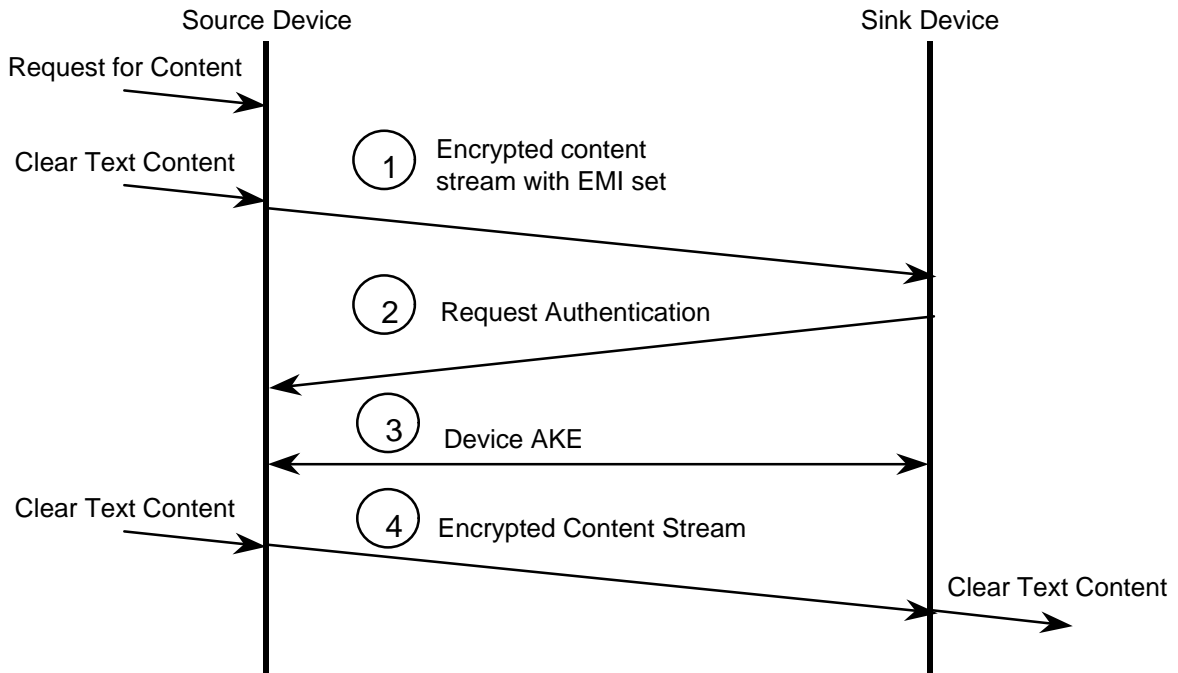 Source Device
Sink Device
Request for Content
Clear Text Content
1
Encrypted content
stream with EMI set
2
Request Authentication
3
Device AKE
Clear Text Content
4
Encrypted Content Stream
Clear Text Content